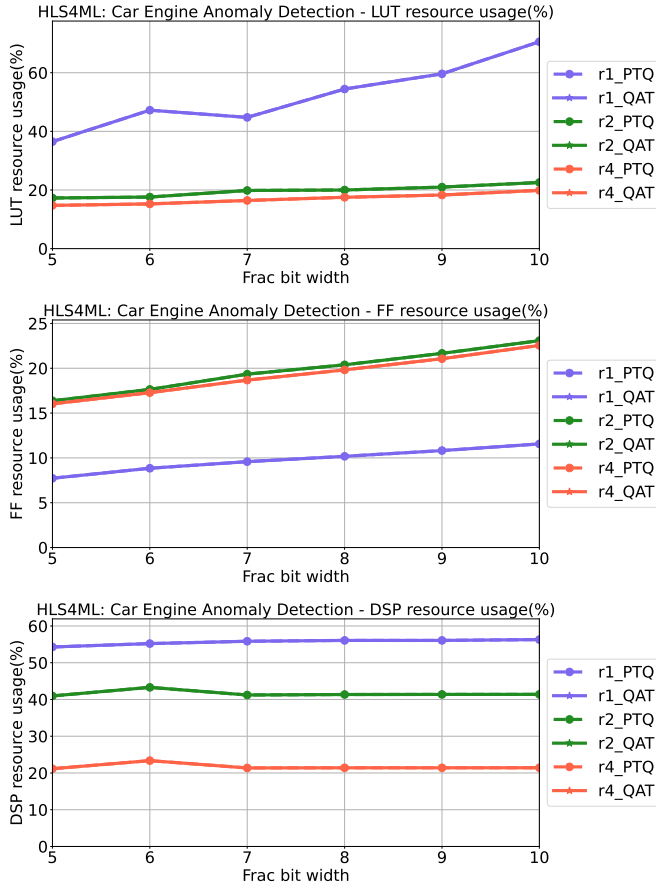 HLS4ML: Car Engine Anomaly Detection - LUT resource usage(%)
LUT resource usage(%)
60
40
20
0
5 6 7 8 9 10
Frac bit width
r1_PTQ
r1_QAT
r2_PTQ
r2_QAT
r4_PTQ
r4_QAT
HLS4ML: Car Engine Anomaly Detection - FF resource usage(%)
FF resource usage(%)
25
20
15
10
5
0
5 6 7 8 9 10
Frac bit width
r1_PTQ
r1_QAT
r2_PTQ
r2_QAT
r4_PTQ
r4_QAT
HLS4ML: Car Engine Anomaly Detection - DSP resource usage(%)
DSP resource usage(%)
60
50
40
30
20
10
0
5 6 7 8 9 10
Frac bit width
r1_PTQ
r1_QAT
r2_PTQ
r2_QAT
r4_PTQ
r4_QAT